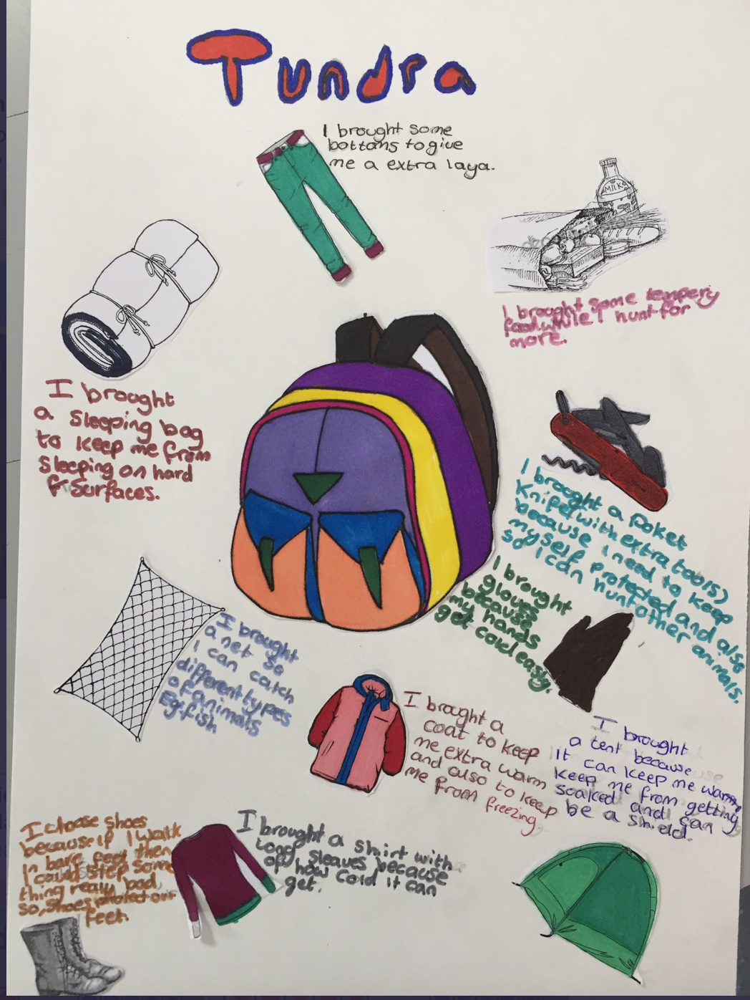 Tundra
I brought some
bottoms to give
me a extra laya.
MILK
I brought some tempery
food while I hunt for
more.
I brought
a sleeping bag
to keep me from
sleeping on hard
surfaces.
I brought a poket
knife (with extra tools)
because I need to keep
myself protected and also
so I can hunt other animals.
I brought
gloves
because
my hands
get cold easy.
I brought
a net so
I can catch
different types
of animals
Eg. fish
I brought a
coat to keep
me extra warm
and also to keep
me from freezing.
I brought
a tent because
it can keep me warm,
keep me from getting
soaked and can
be a shield.
I choose shoes
because if I walk
in bare feet then
I could step some
thing really bad
so, shoes protect our
feet.
I brought a shirt with
long sleaves because
of how cold it can
get.